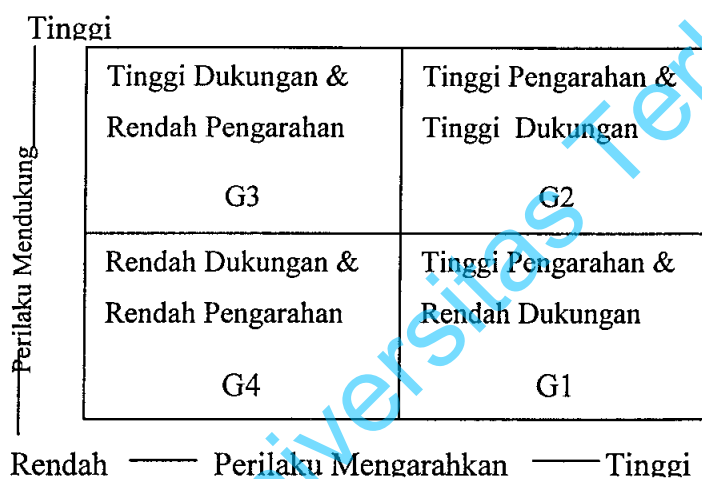 Tinggi
Tinggi Dukungan &
Rendah Pengarahan
G3
Tinggi Pengarahan &
Tinggi Dukungan
G2
Perilaku Mendukung
Rendah Dukungan &
Rendah Pengarahan
G4
Tinggi Pengarahan &
Rendah Dukungan
G1
Rendah Perilaku Mengarahkan Tinggi